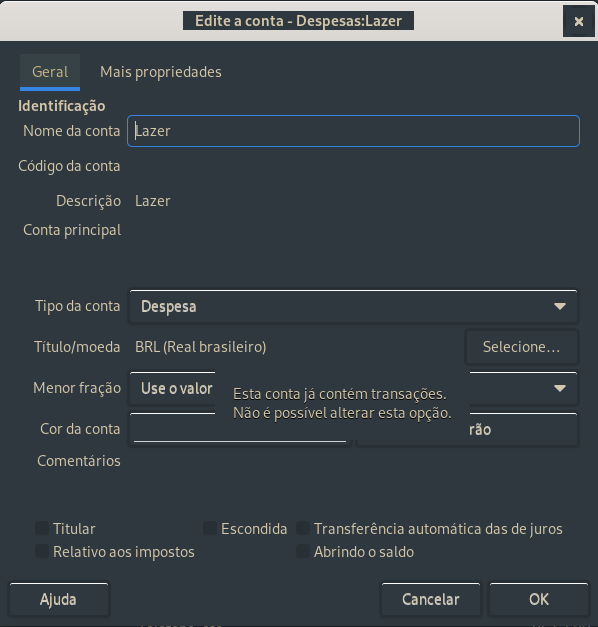 Edite a conta - Despesas:Lazer
Geral
Mais propriedades
Identificação
Nome da conta
Lazer
Código da conta
Descrição
Lazer
Conta principal
Tipo da conta
Despesa
Título/moeda
BRL (Real brasileiro)
Selecione...
Menor fração
Use o valor
Esta conta já contém transações.
Não é possível alterar esta opção.
Cor da conta
rão
Comentários
Titular
Escondida
Transferência automática das de juros
Relativo aos impostos
Abrindo o saldo
Ajuda
Cancelar
OK